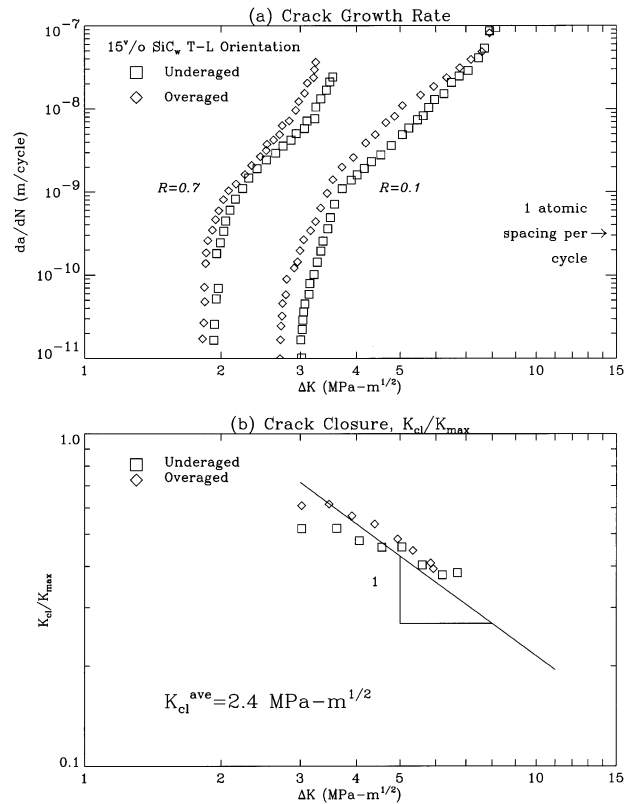 (a) Crack Growth Rate
10⁻⁷
15ᵛ/o SiC_w T-L Orientation
Underaged
Overaged
10⁻⁸
da/dN (m/cycle)
10⁻⁹
R=0.7
R=0.1
1 atomic
spacing per →
cycle
10⁻¹⁰
10⁻¹¹
1 2 3 4 5 10 15
ΔK (MPa-m^1/2)
(b) Crack Closure, K_cl/K_max
1.0
Underaged
Overaged
K_cl/K_max
1
K_cl^ave=2.4 MPa-m^1/2
0.1
1 2 3 4 5 10 15
ΔK (MPa-m^1/2)